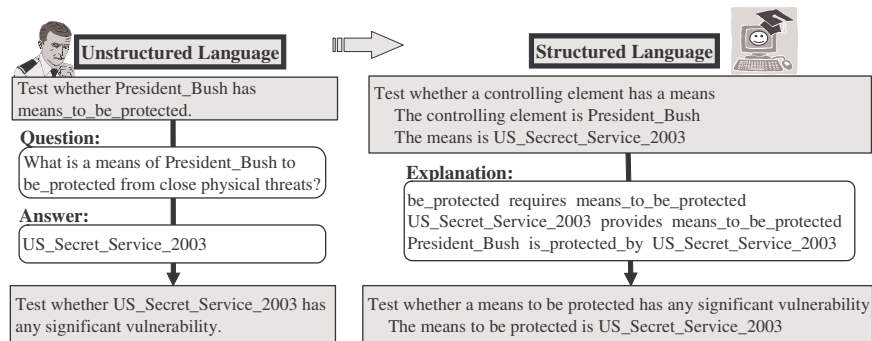 Unstructured Language
Test whether President_Bush has
means_to_be_protected.
Question:
What is a means of President_Bush to
be_protected from close physical threats?
Answer:
US_Secret_Service_2003
Test whether US_Secret_Service_2003 has
any significant vulnerability.
Structured Language
Test whether a controlling element has a means
The controlling element is President_Bush
The means is US_Secrect_Service_2003
Explanation:
be_protected requires means_to_be_protected
US_Secret_Service_2003 provides means_to_be_protected
President_Bush is_protected_by US_Secret_Service_2003
Test whether a means to be protected has any significant vulnerability
The means to be protected is US_Secret_Service_2003